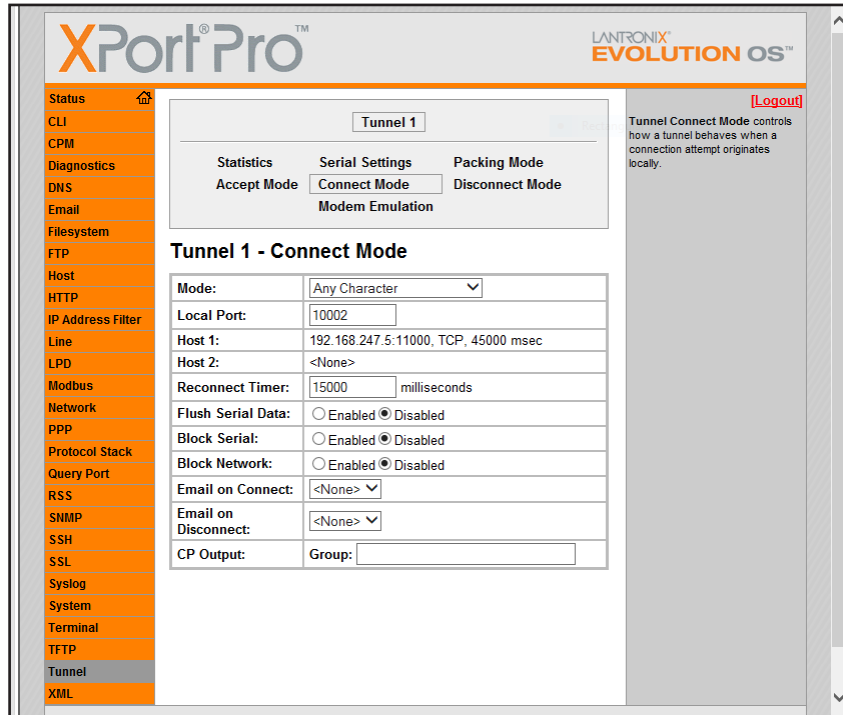 XPort® Pro™
LANTRONIX®
EVOLUTION OS™
Status
CLI
CPM
Diagnostics
DNS
Email
Filesystem
FTP
Host
HTTP
IP Address Filter
Line
LPD
Modbus
Network
PPP
Protocol Stack
Query Port
RSS
SNMP
SSH
SSL
Syslog
System
Terminal
TFTP
Tunnel
XML
Tunnel 1
Statistics Serial Settings Packing Mode
Accept Mode Connect Mode Disconnect Mode
Modem Emulation
Tunnel 1 - Connect Mode
Mode: Any Character
Local Port: 10002
Host 1: 192.168.247.5:11000, TCP, 45000 msec
Host 2: <None>
Reconnect Timer: 15000 milliseconds
Flush Serial Data: Enabled Disabled
Block Serial: Enabled Disabled
Block Network: Enabled Disabled
Email on Connect: <None>
Email on
Disconnect: <None>
CP Output: Group:
[Logout]
Tunnel Connect Mode controls
how a tunnel behaves when a
connection attempt originates
locally.